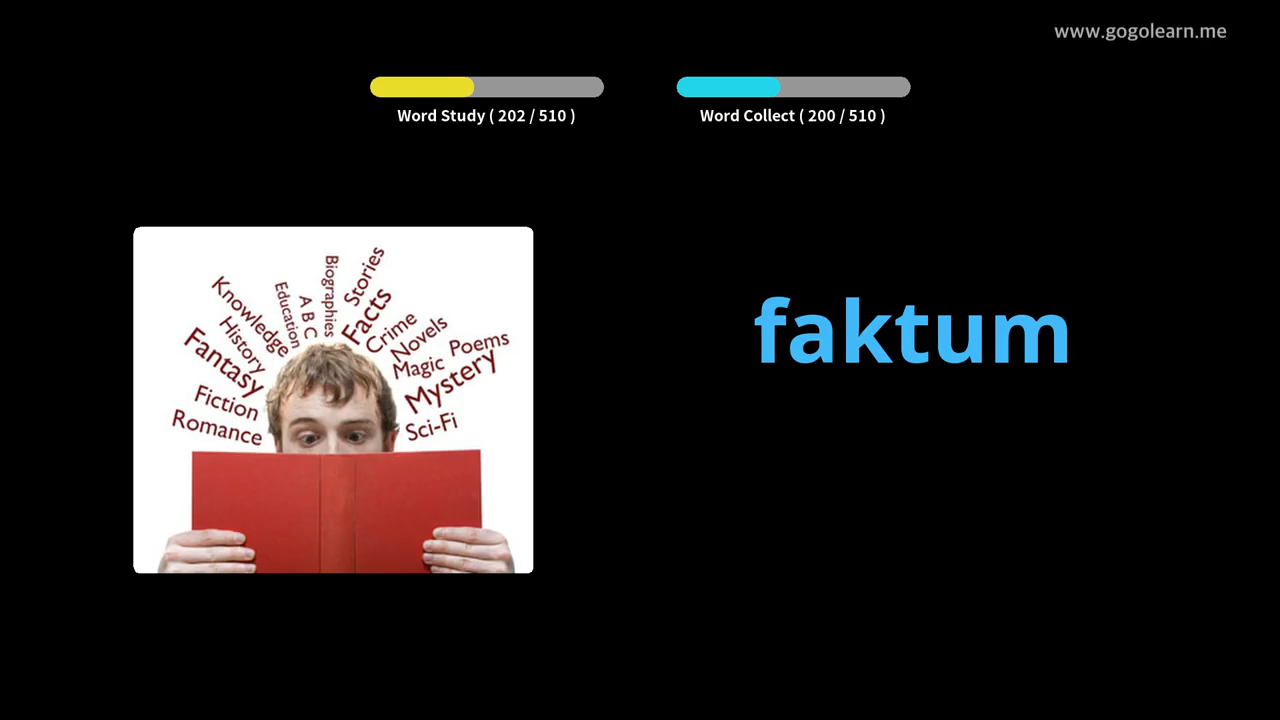 www.gogolearn.me
Word Study ( 202 / 510 )
Word Collect ( 200 / 510 )
faktum
Romance
Fiction
Fantasy
History
Knowledge
Education
A B C
Biographies
Stories
Facts
Crime
Novels
Magic
Poems
Mystery
Sci-Fi